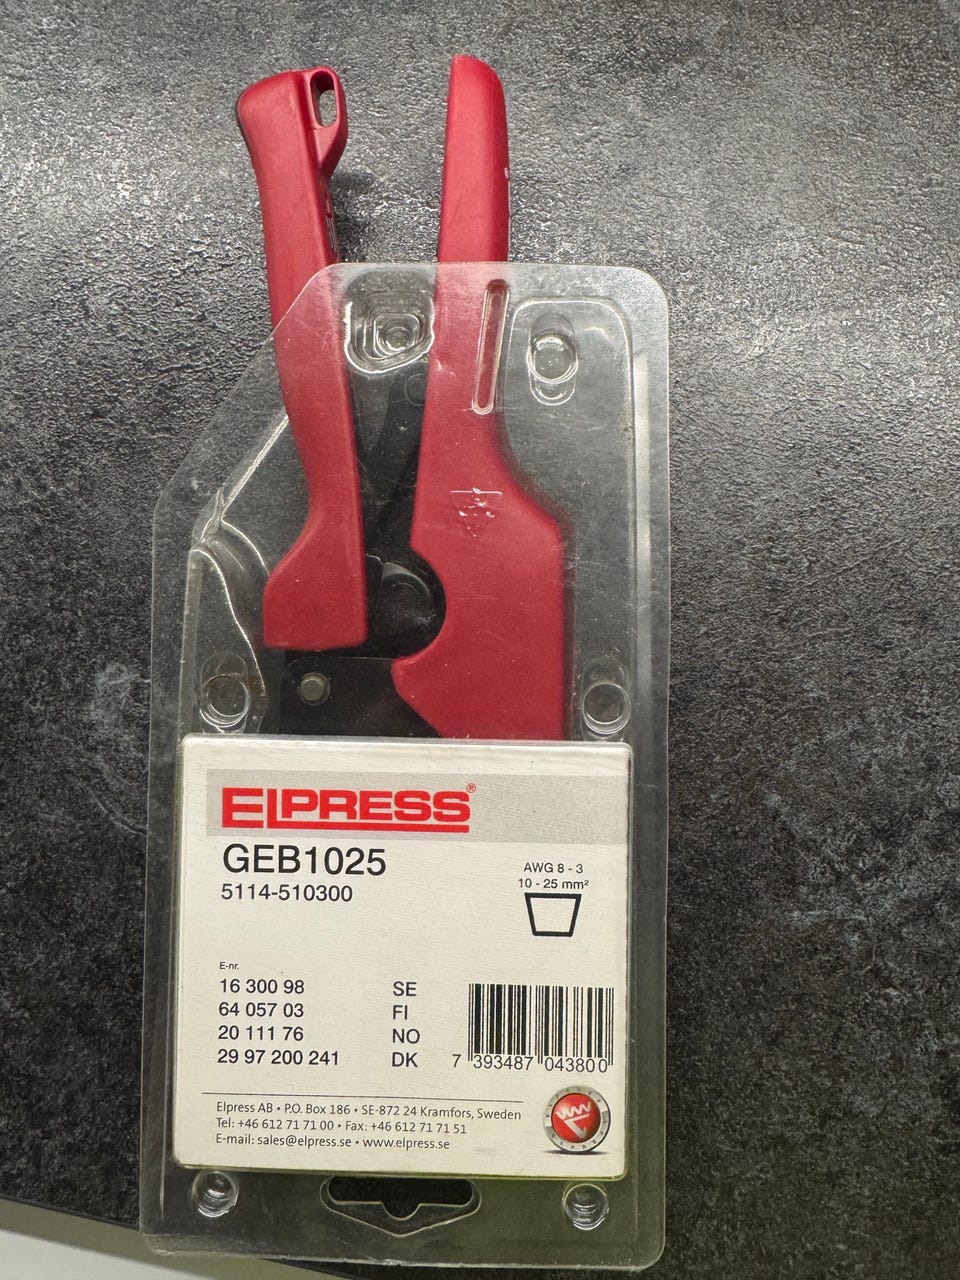 ELPRESS®
GEB1025
5114-510300
AWG 8 - 3
10 - 25 mm²
E-nr.
16 300 98 SE
64 057 03 FI
20 111 76 NO
29 97 200 241 DK
7 393487 043800
Elpress AB • P.O. Box 186 • SE-872 24 Kramfors, Sweden
Tel: +46 612 71 71 00 • Fax: +46 612 71 71 51
E-mail: sales@elpress.se • www.elpress.se